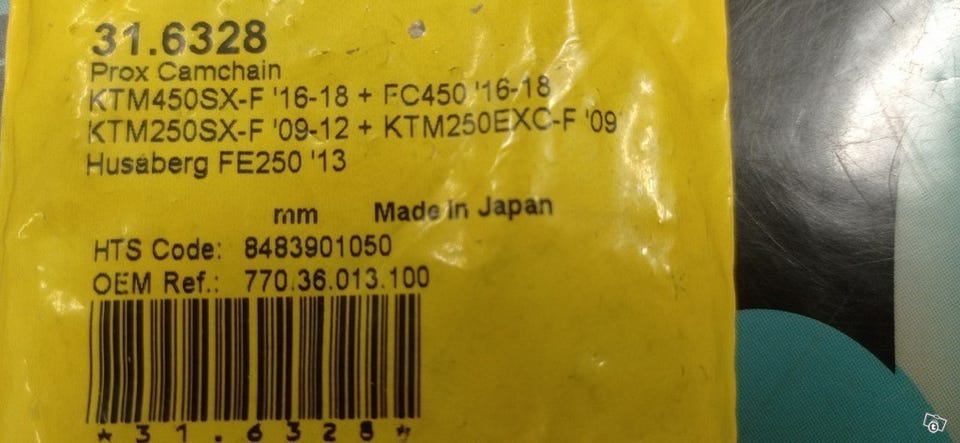 31.6328
Prox Camchain
KTM450SX-F '16-18 + FC450 '16-18
KTM250SX-F '09-12 + KTM250EXC-F '09
Husaberg FE250 '13
mm Made in Japan
HTS Code: 8483901050
OEM Ref.: 770.36.013.100
*31.6328*